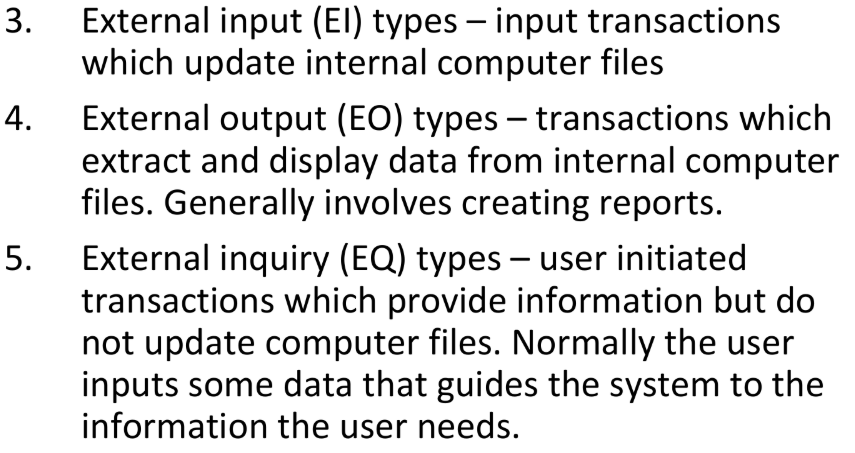 3. External input (EI) types – input transactions
which update internal computer files
4. External output (EO) types – transactions which
extract and display data from internal computer
files. Generally involves creating reports.
5. External inquiry (EQ) types – user initiated
transactions which provide information but do
not update computer files. Normally the user
inputs some data that guides the system to the
information the user needs.